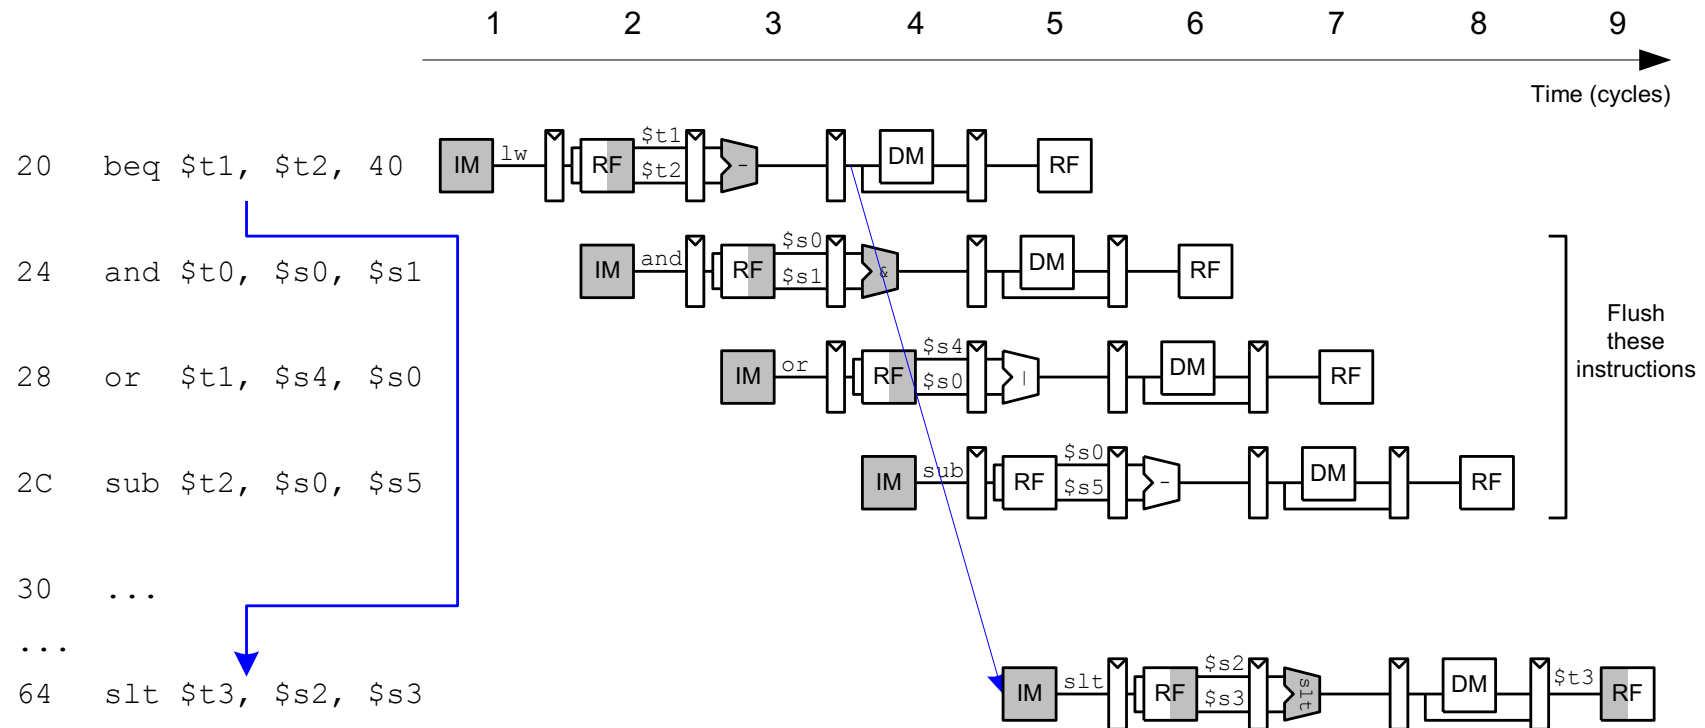 1 2 3 4 5 6 7 8 9
Time (cycles)
20 beq $t1, $t2, 40 IM lw RF $t1 $t2 - DM RF
24 and $t0, $s0, $s1 IM and RF $s0 $s1 & DM RF
28 or $t1, $s4, $s0 IM or RF $s4 $s0 | DM RF
Flush
these
instructions
2C sub $t2, $s0, $s5 IM sub RF $s0 $s5 - DM RF
30 ...
...
64 slt $t3, $s2, $s3 IM slt RF $s2 $s3 slt DM $t3 RF